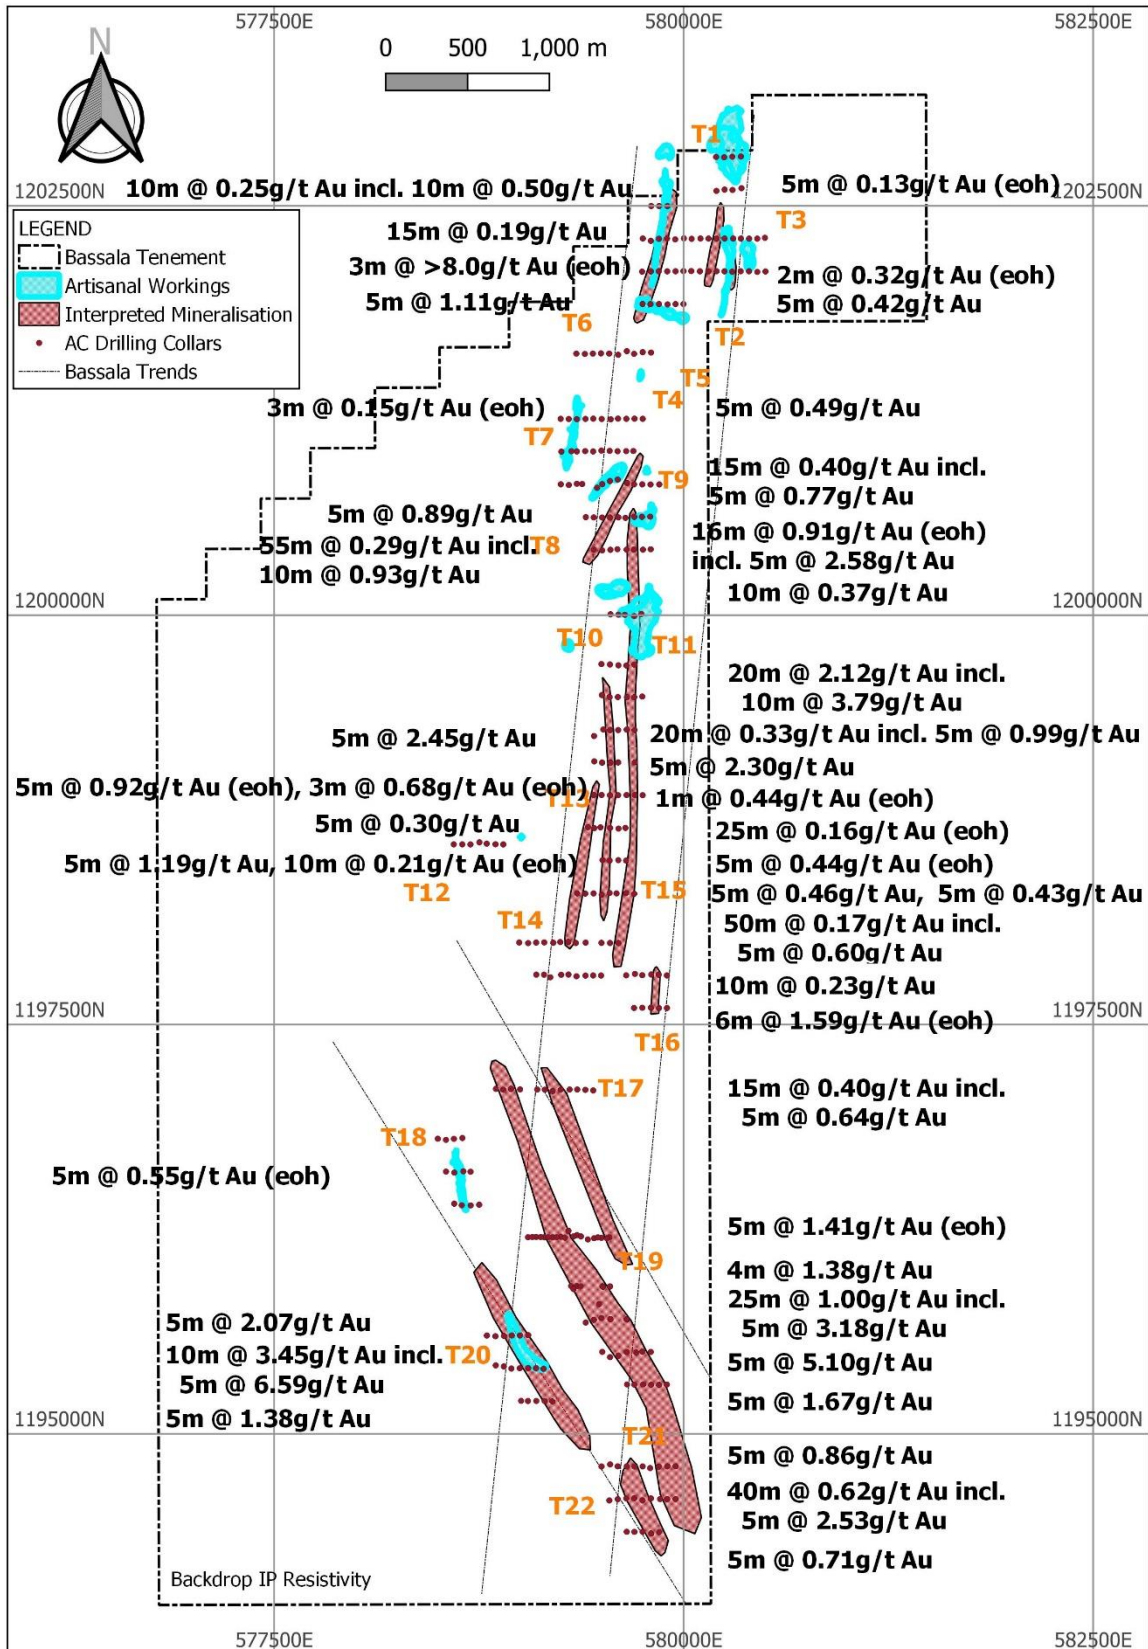 577500E
580000E
582500E
N
0 500 1,000 m
T1
1202500N
10m @ 0.25g/t Au incl. 10m @ 0.50g/t Au
5m @ 0.13g/t Au (eoh)
1202500N
LEGEND
Bassala Tenement
Artisanal Workings
Interpreted Mineralisation
AC Drilling Collars
Bassala Trends
15m @ 0.19g/t Au
T3
3m @ >8.0g/t Au (eoh)
2m @ 0.32g/t Au (eoh)
5m @ 1.11g/t Au
5m @ 0.42g/t Au
T6
T2
T5
T4
3m @ 0.15g/t Au (eoh)
5m @ 0.49g/t Au
T7
15m @ 0.40g/t Au incl.
T9
5m @ 0.77g/t Au
5m @ 0.89g/t Au
16m @ 0.91g/t Au (eoh)
55m @ 0.29g/t Au incl.
T8
incl. 5m @ 2.58g/t Au
10m @ 0.93g/t Au
10m @ 0.37g/t Au
1200000N
1200000N
T10
T11
20m @ 2.12g/t Au incl.
10m @ 3.79g/t Au
5m @ 2.45g/t Au
20m @ 0.33g/t Au incl. 5m @ 0.99g/t Au
5m @ 2.30g/t Au
5m @ 0.92g/t Au (eoh), 3m @ 0.68g/t Au (eoh)
T13
1m @ 0.44g/t Au (eoh)
5m @ 0.30g/t Au
25m @ 0.16g/t Au (eoh)
5m @ 1.19g/t Au, 10m @ 0.21g/t Au (eoh)
5m @ 0.44g/t Au (eoh)
T12
T15
5m @ 0.46g/t Au, 5m @ 0.43g/t Au
T14
50m @ 0.17g/t Au incl.
5m @ 0.60g/t Au
10m @ 0.23g/t Au
1197500N
6m @ 1.59g/t Au (eoh)
1197500N
T16
T17
15m @ 0.40g/t Au incl.
5m @ 0.64g/t Au
T18
5m @ 0.55g/t Au (eoh)
5m @ 1.41g/t Au (eoh)
T19
4m @ 1.38g/t Au
25m @ 1.00g/t Au incl.
5m @ 2.07g/t Au
5m @ 3.18g/t Au
10m @ 3.45g/t Au incl.
T20
5m @ 5.10g/t Au
5m @ 6.59g/t Au
5m @ 1.67g/t Au
5m @ 1.38g/t Au
1195000N
1195000N
T21
5m @ 0.86g/t Au
40m @ 0.62g/t Au incl.
T22
5m @ 2.53g/t Au
5m @ 0.71g/t Au
Backdrop IP Resistivity
577500E
580000E
582500E